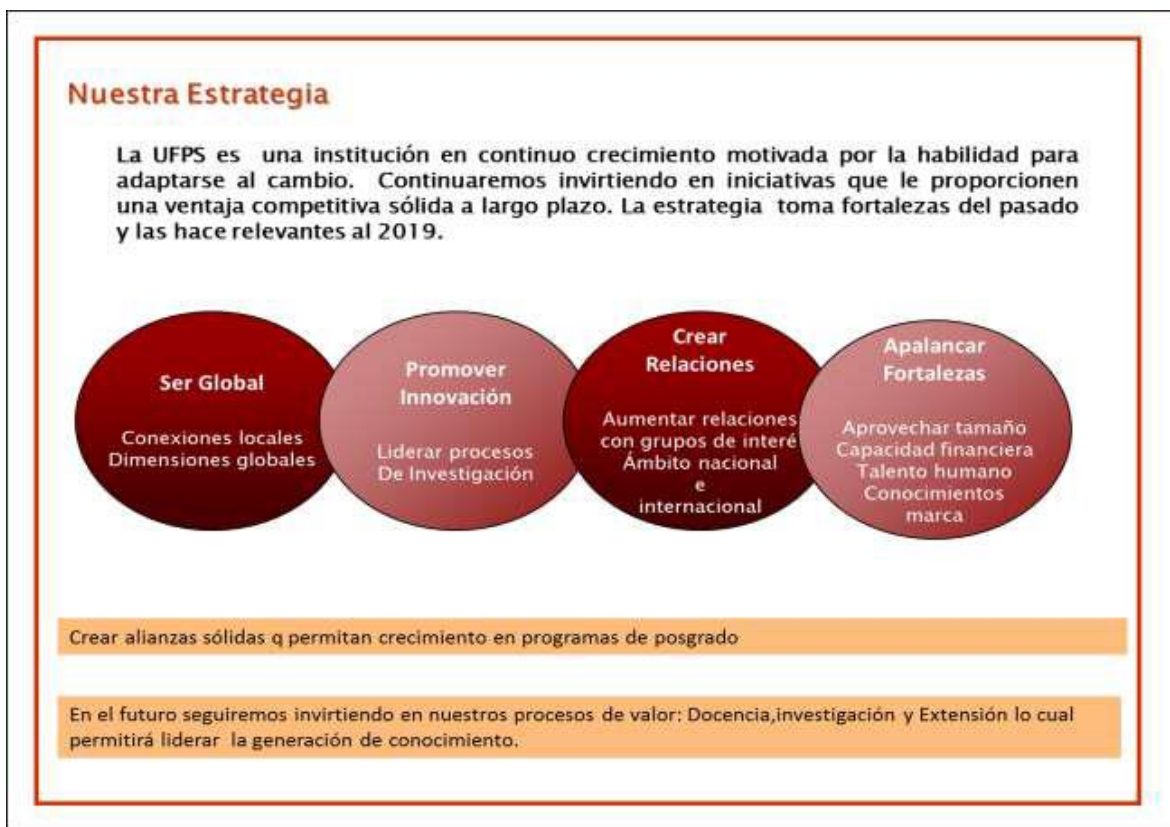 Nuestra Estrategia
La UFPS es una institución en continuo crecimiento motivada por la habilidad para
adaptarse al cambio. Continuaremos invirtiendo en iniciativas que le proporcionen
una ventaja competitiva sólida a largo plazo. La estrategia toma fortalezas del pasado
y las hace relevantes al 2019.
Ser Global
Conexiones locales
Dimensiones globales
Promover
Innovación
Liderar procesos
De Investigación
Crear
Relaciones
Aumentar relaciones
con grupos de interé
Ámbito nacional
e
internacional
Apalancar
Fortalezas
Aprovechar tamaño
Capacidad financiera
Talento humano
Conocimientos
marca
Crear alianzas sólidas q permitan crecimiento en programas de posgrado
En el futuro seguiremos invirtiendo en nuestros procesos de valor: Docencia,investigación y Extensión lo cual
permitirá liderar la generación de conocimiento.